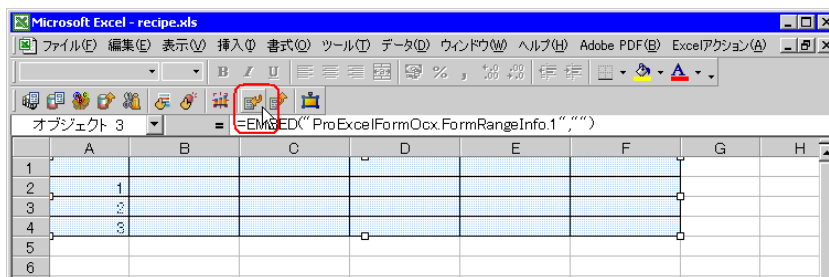 Microsoft Excel - recipe.xls
ファイル(F) 編集(E) 表示(V) 挿入(I) 書式(O) ツール(T) データ(D) ウィンドウ(W) ヘルプ(H) Adobe PDF(B) Excelアクション(A)
B I U % ,
オブジェクト 3 = =EMBED("ProExcelFormOcx.FormRangeInfo.1","")
A B C D E F G H
1
2 1
3 2
4 3
5
6